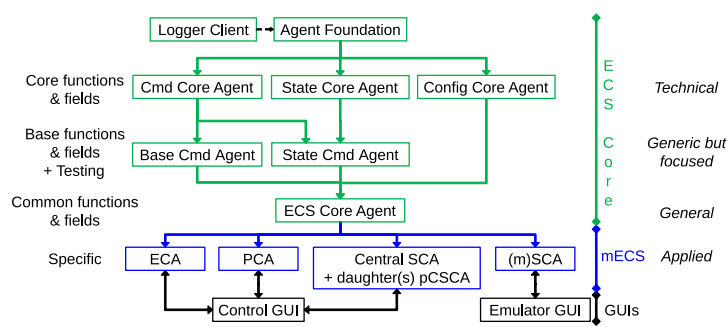 Logger Client
Agent Foundation
Core functions
& fields
Cmd Core Agent
State Core Agent
Config Core Agent
Technical
Base functions
& fields
+ Testing
Base Cmd Agent
State Cmd Agent
Generic but
focused
ECS Core
Common functions
& fields
ECS Core Agent
General
Specific
ECA
PCA
Central SCA
+ daughter(s) pCSCA
(m)SCA
mECS
Applied
Control GUI
Emulator GUI
GUIs